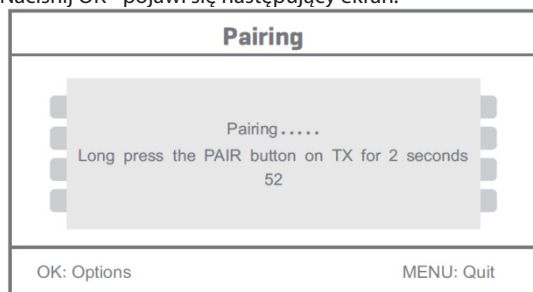 Naciśnij OK - pojawi się następujący ekran:
Pairing
Pairing.....
Long press the PAIR button on TX for 2 seconds
52
OK: Options
MENU: Quit